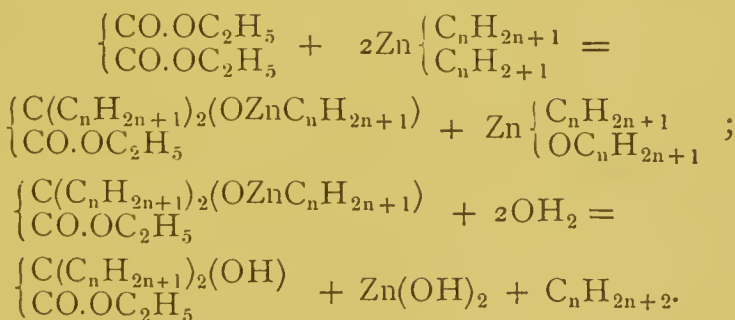 {CO.OC₂H₅ CO.OC₂H₅ + 2Zn {CₙH₂ₙ₊₁ CₙH₂₊₁ =
{C(CₙH₂ₙ₊₁)₂(OZnCₙH₂ₙ₊₁) CO.OC₂H₅ + Zn {CₙH₂ₙ₊₁ OCₙH₂ₙ₊₁ ;
{C(CₙH₂ₙ₊₁)₂(OZnCₙH₂ₙ₊₁) CO.OC₂H₅ + 2OH₂ =
{C(CₙH₂ₙ₊₁)₂(OH) CO.OC₂H₅ + Zn(OH)₂ + CₙH₂ₙ₊₂.